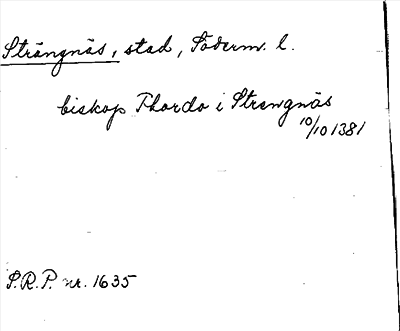 Strängnäs, stad, Söderm. l.
biskop Thordo i Strengnäs
10/10 1381
S.R.P. nr. 1635